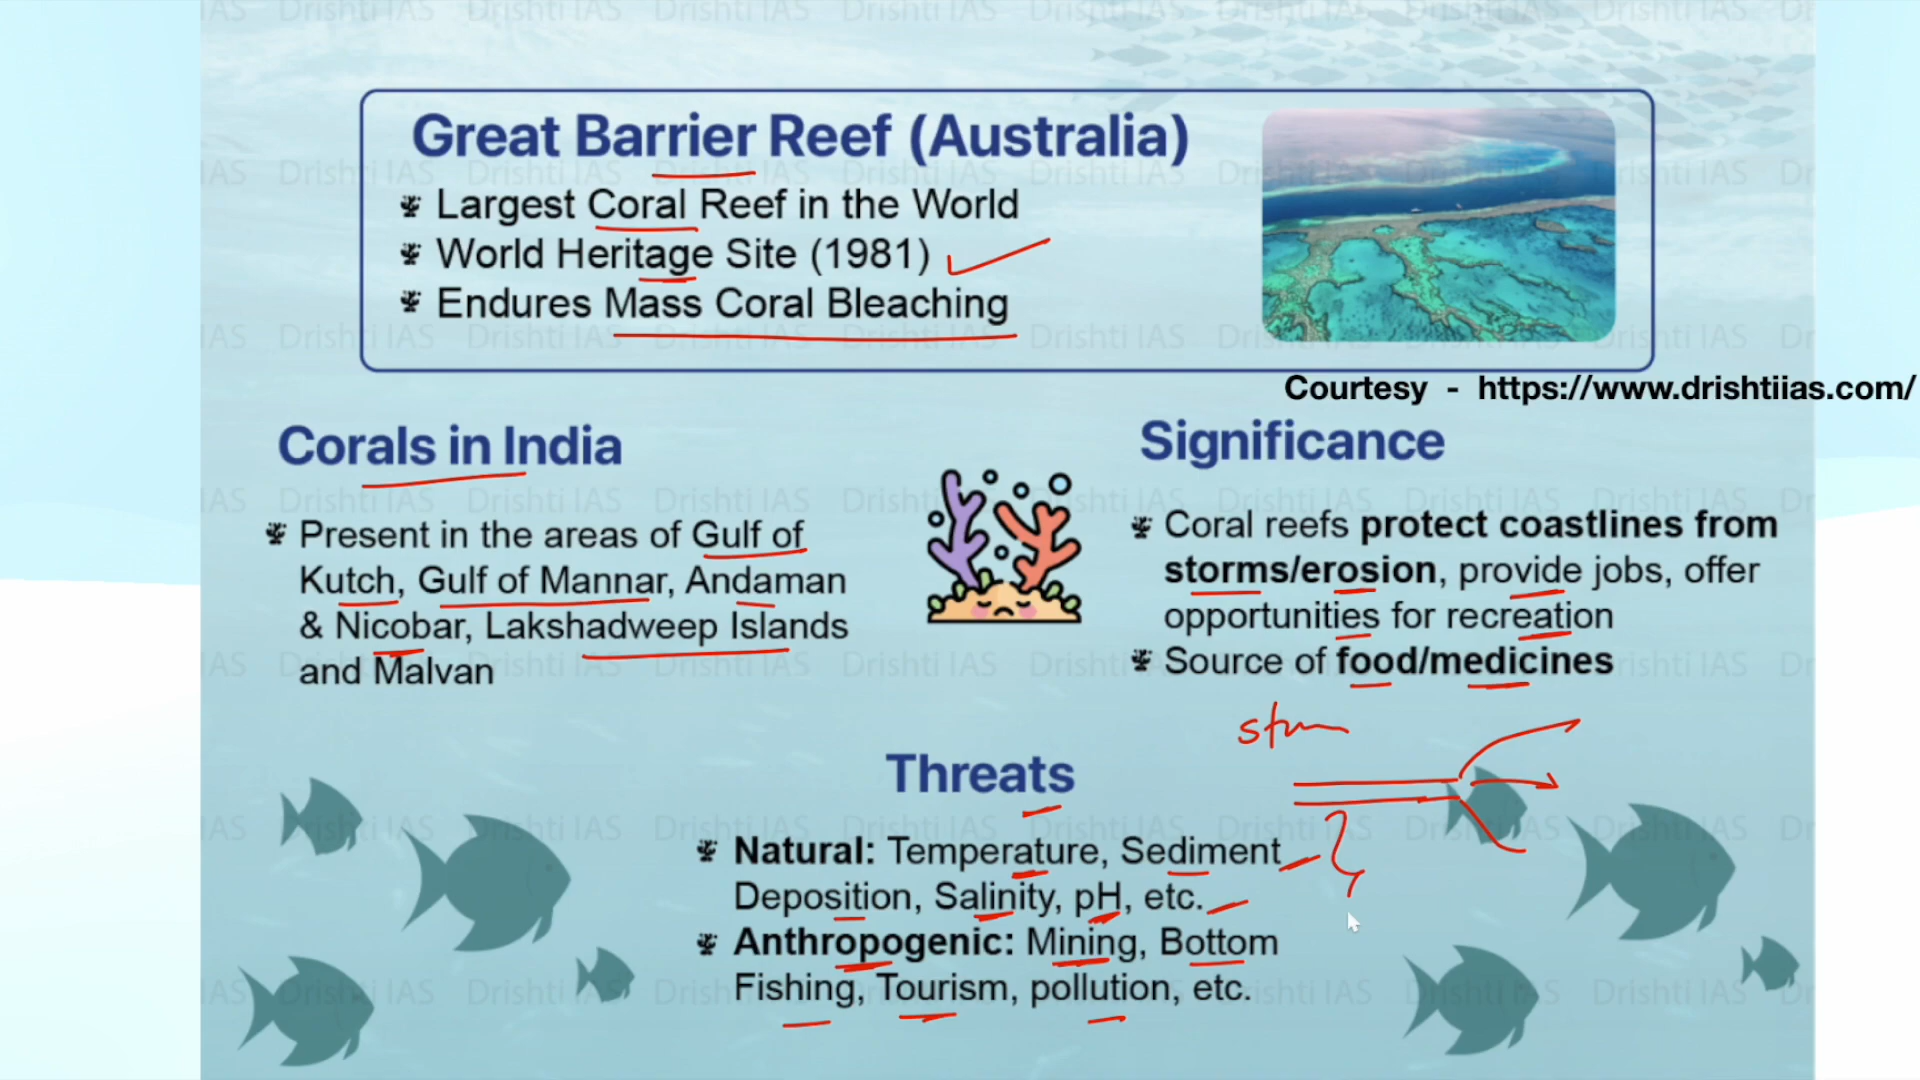 Great Barrier Reef (Australia)
Largest Coral Reef in the World
World Heritage Site (1981)
Endures Mass Coral Bleaching
Courtesy - https://www.drishtiias.com/
Corals in India
Present in the areas of Gulf of
Kutch, Gulf of Mannar, Andaman
& Nicobar, Lakshadweep Islands
and Malvan
Significance
Coral reefs protect coastlines from
storms/erosion, provide jobs, offer
opportunities for recreation
Source of food/medicines
Threats
Natural: Temperature, Sediment
Deposition, Salinity, pH, etc.
Anthropogenic: Mining, Bottom
Fishing, Tourism, pollution, etc.
Drishti IAS